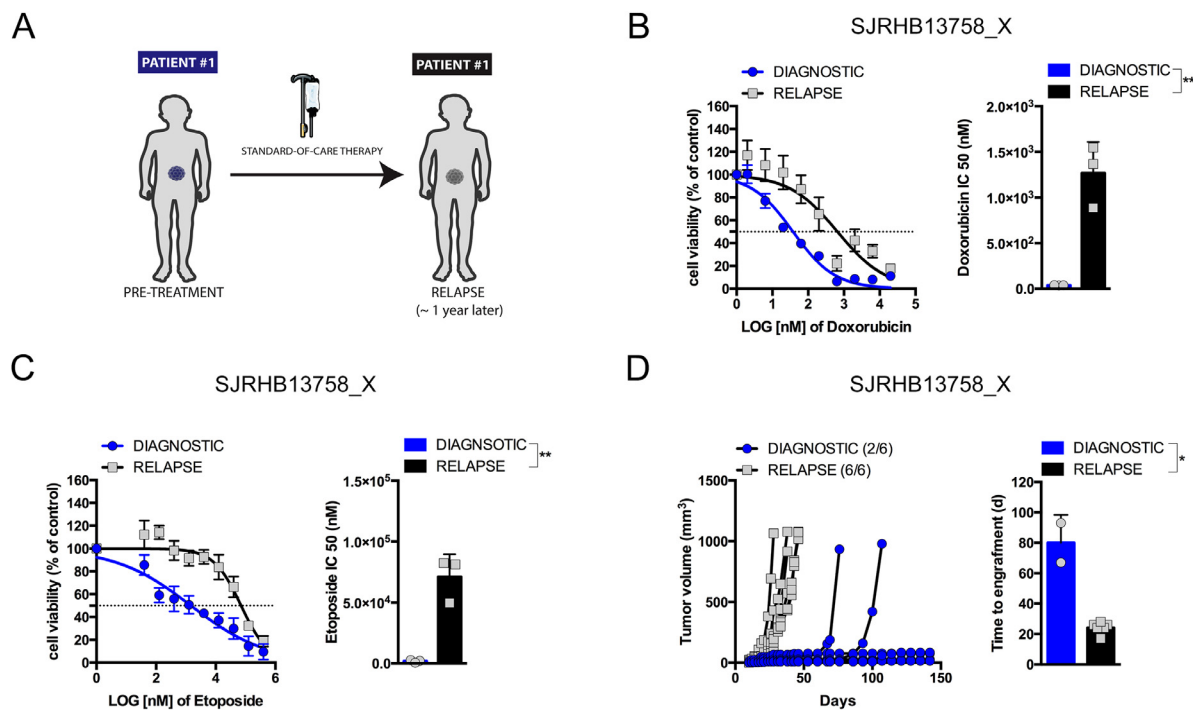 A
PATIENT #1
PATIENT #1
STANDARD-OF-CARE THERAPY
PRE-TREATMENT
RELAPSE
(~ 1 year later)
B
SJRHB13758_X
DIAGNOSTIC
RELAPSE
cell viability (% of control)
160
140
120
100
80
60
40
20
0
0
1
2
3
4
5
LOG [nM] of Doxorubicin
DIAGNOSTIC
RELAPSE
**
Doxorubicin IC 50 (nM)
2.0×10³
1.5×10³
1.0×10³
5.0×10²
0.0
C
SJRHB13758_X
DIAGNOSTIC
RELAPSE
cell viability (% of control)
160
140
120
100
80
60
40
20
0
0
2
4
6
LOG [nM] of Etoposide
DIAGNSOTIC
RELAPSE
**
Etoposide IC 50 (nM)
1.5×10⁵
1.0×10⁵
5.0×10⁴
0.0
D
SJRHB13758_X
DIAGNOSTIC (2/6)
RELAPSE (6/6)
Tumor volume (mm³)
1500
1000
500
0
0
50
100
150
Days
DIAGNOSTIC
RELAPSE
*
Time to engrafment (d)
120
100
80
60
40
20
0